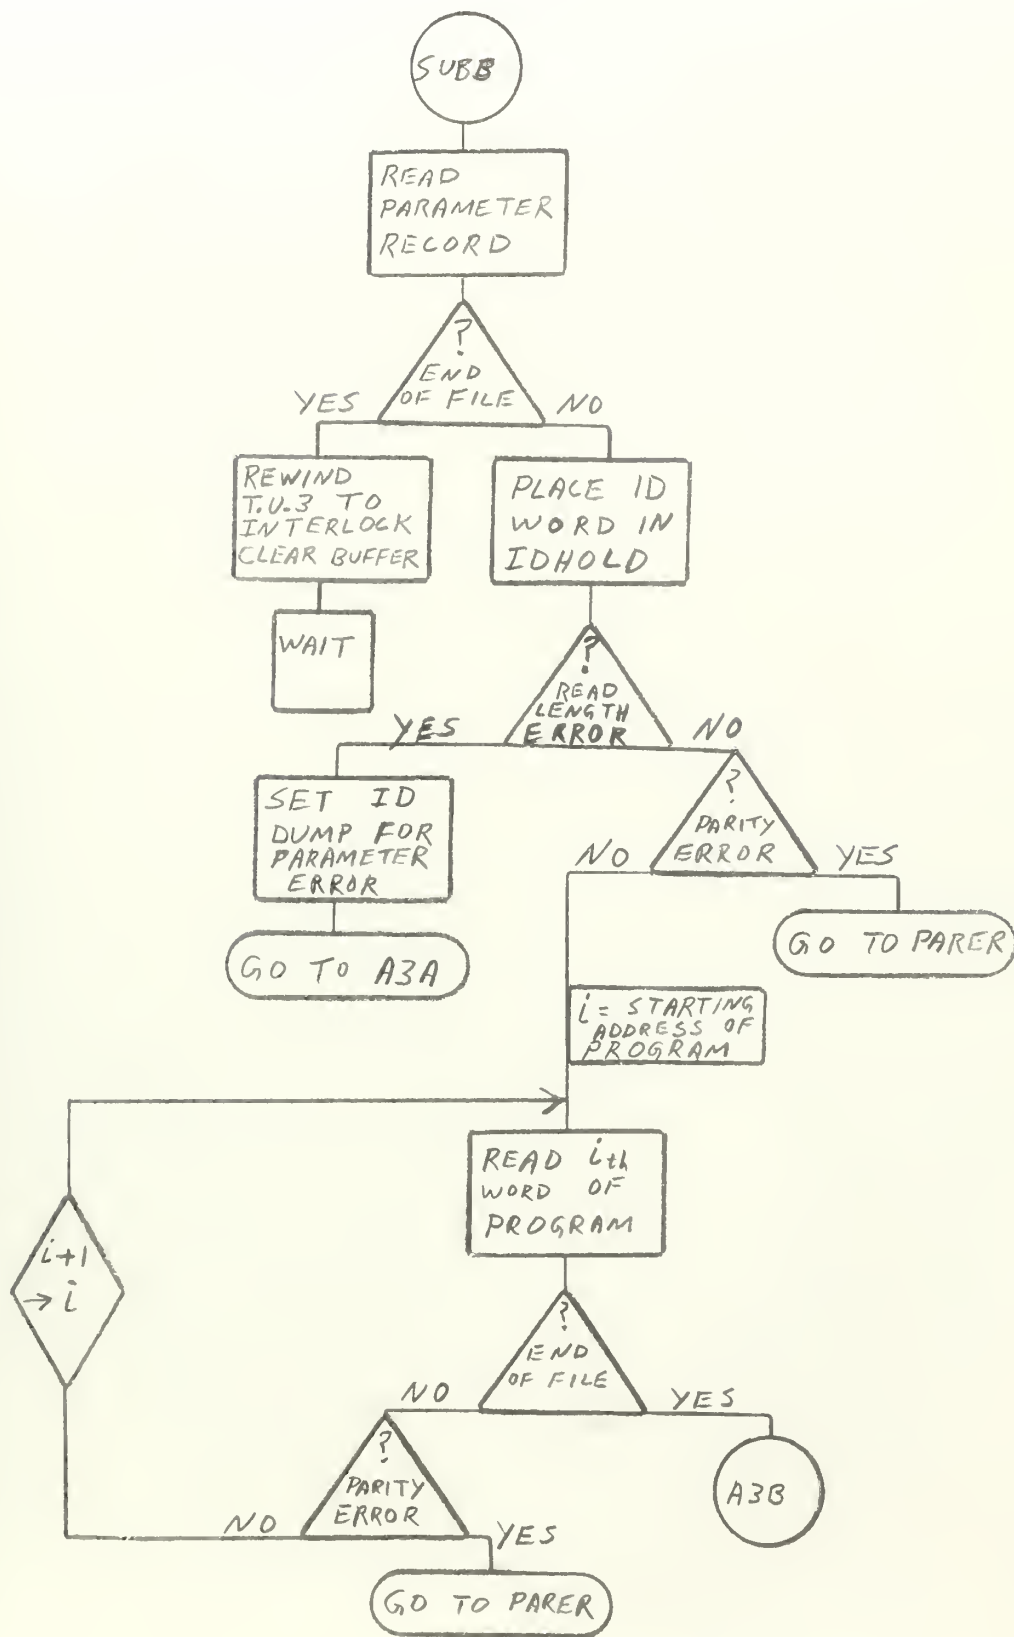 SUBB
READ
PARAMETER
RECORD
?
END
OF FILE
YES
NO
REWIND
T.U.3 TO
INTERLOCK
CLEAR BUFFER
PLACE ID
WORD IN
IDHOLD
WAIT
?
READ
LENGTH
ERROR
YES
NO
SET ID
DUMP FOR
PARAMETER
ERROR
?
PARITY
ERROR
NO
YES
GO TO A3A
GO TO PARER
i = STARTING
ADDRESS OF
PROGRAM
READ ith
WORD OF
PROGRAM
i+1
→ i
?
END
OF FILE
NO
YES
?
PARITY
ERROR
A3B
NO
YES
GO TO PARER